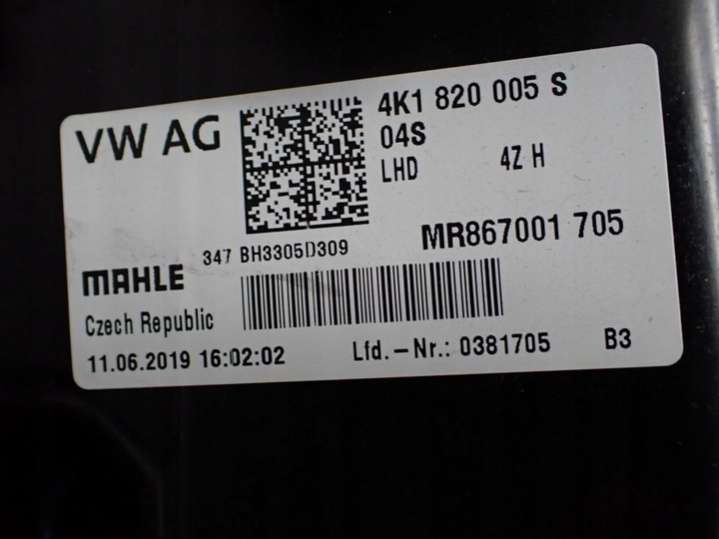 VW AG
4K1 820 005 S
04S
LHD
4Z H
347 BH3305D309
MR867001 705
MAHLE
Czech Republic
11.06.2019 16:02:02
Lfd.-Nr.: 0381705
B3